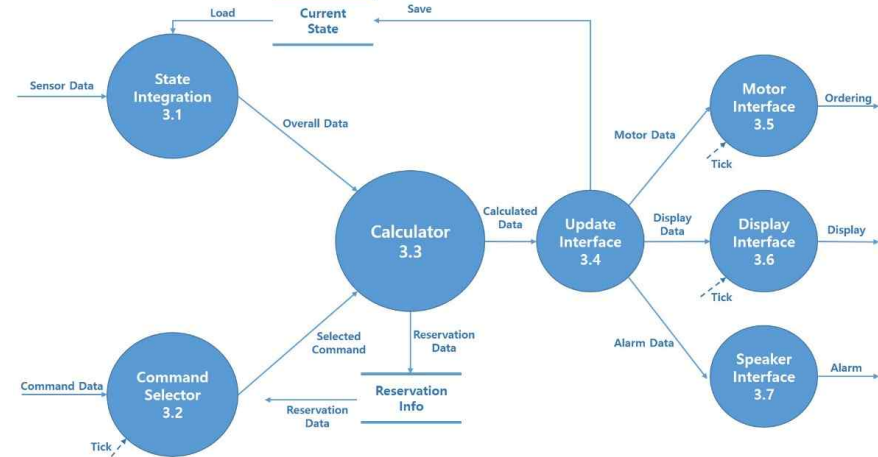 Load
Current
State
Save
State
Integration
3.1
Sensor Data
Overall Data
Motor
Interface
3.5
Ordering
Motor Data
Tick
Calculator
3.3
Calculated
Data
Update
Interface
3.4
Display
Data
Display
Interface
3.6
Display
Tick
Selected
Command
Reservation
Data
Alarm Data
Speaker
Interface
3.7
Alarm
Command Data
Command
Selector
3.2
Reservation
Info
Reservation
Data
Tick